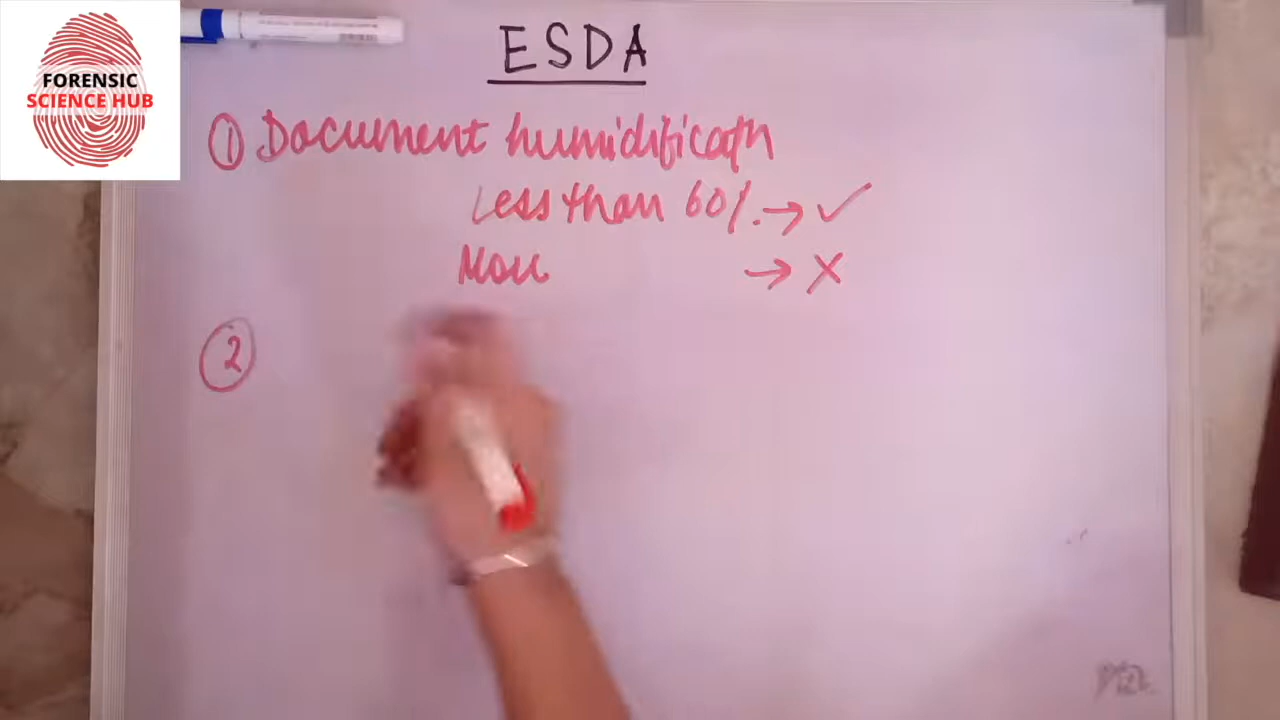 FORENSIC
SCIENCE HUB
ESDA
① Document humidificatn
Less than 60%. → ✓
More → X
②